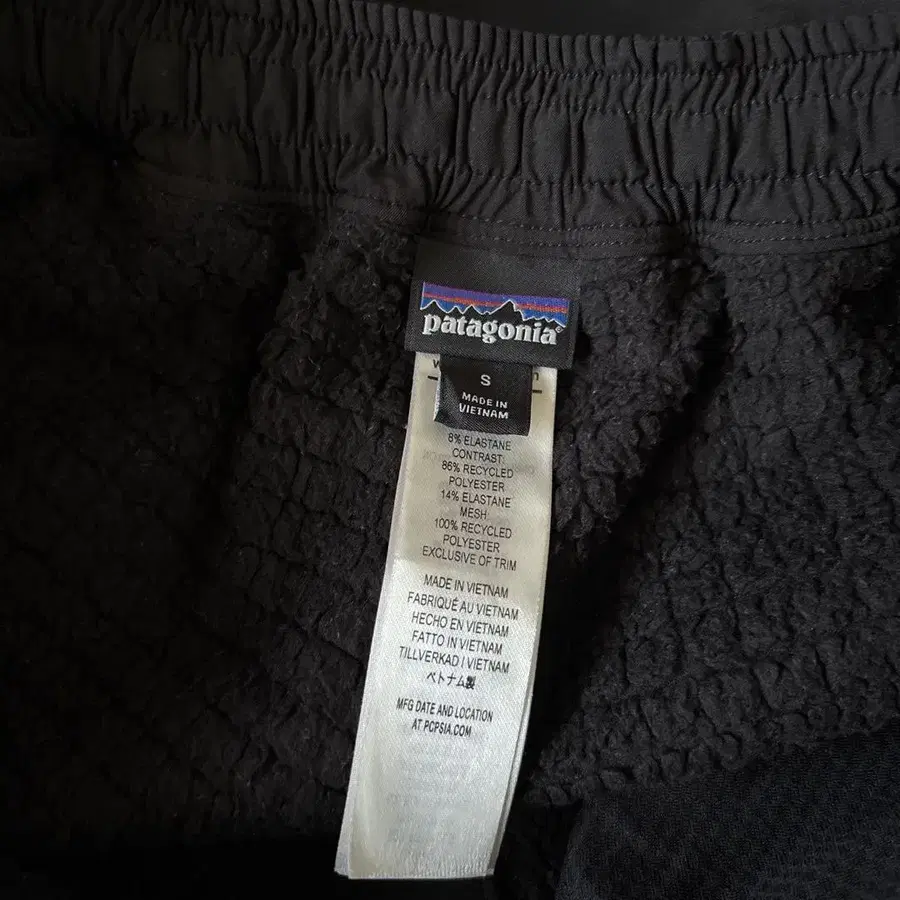 patagonia®
S
MADE IN
VIETNAM
8% ELASTANE
CONTRAST:
86% RECYCLED
POLYESTER
14% ELASTANE
MESH:
100% RECYCLED
POLYESTER
EXCLUSIVE OF TRIM
MADE IN VIETNAM
FABRIQUÉ AU VIETNAM
HECHO EN VIETNAM
FATTO IN VIETNAM
TILLVERKAD I VIETNAM
ベトナム製
MFG DATE AND LOCATION
AT PCPSIA.COM